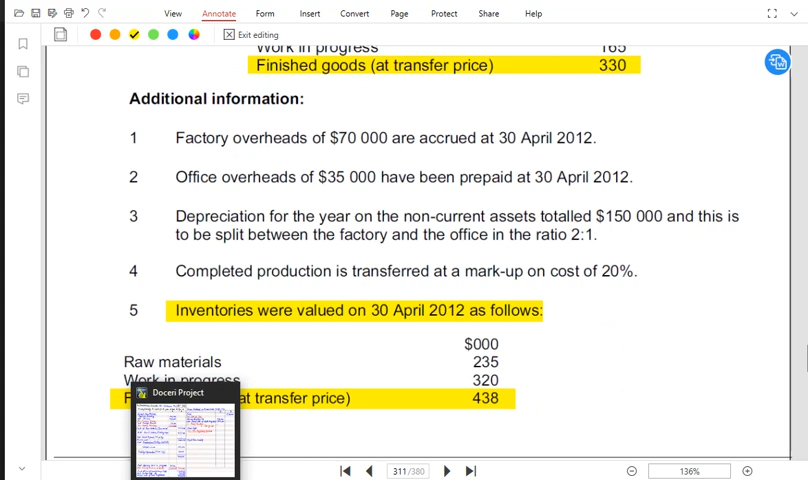 View Annotate Form Insert Convert Page Protect Share Help
Exit editing
Work in progress 165
Finished goods (at transfer price) 330
Additional information:
1 Factory overheads of $70 000 are accrued at 30 April 2012.
2 Office overheads of $35 000 have been prepaid at 30 April 2012.
3 Depreciation for the year on the non-current assets totalled $150 000 and this is
to be split between the factory and the office in the ratio 2:1.
4 Completed production is transferred at a mark-up on cost of 20%.
5 Inventories were valued on 30 April 2012 as follows:
$000
Raw materials 235
Work in progress 320
Doceri Project
F at transfer price) 438
311/380
136%